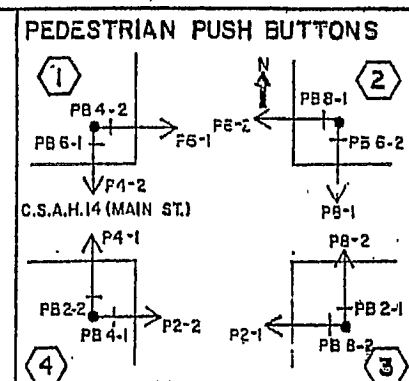 PEDESTRIAN PUSH BUTTONS
1
N
2
PB 4-2
PB 8-1
PB 6-1
P6-1
P6-2
PB 6-2
P4-2
C.S.A.H.14 (MAIN ST.)
P8-1
P4-1
P8-2
PB 2-2
PB 2-1
PB 4-1
P2-2
P2-1
PB 8-2
4
3